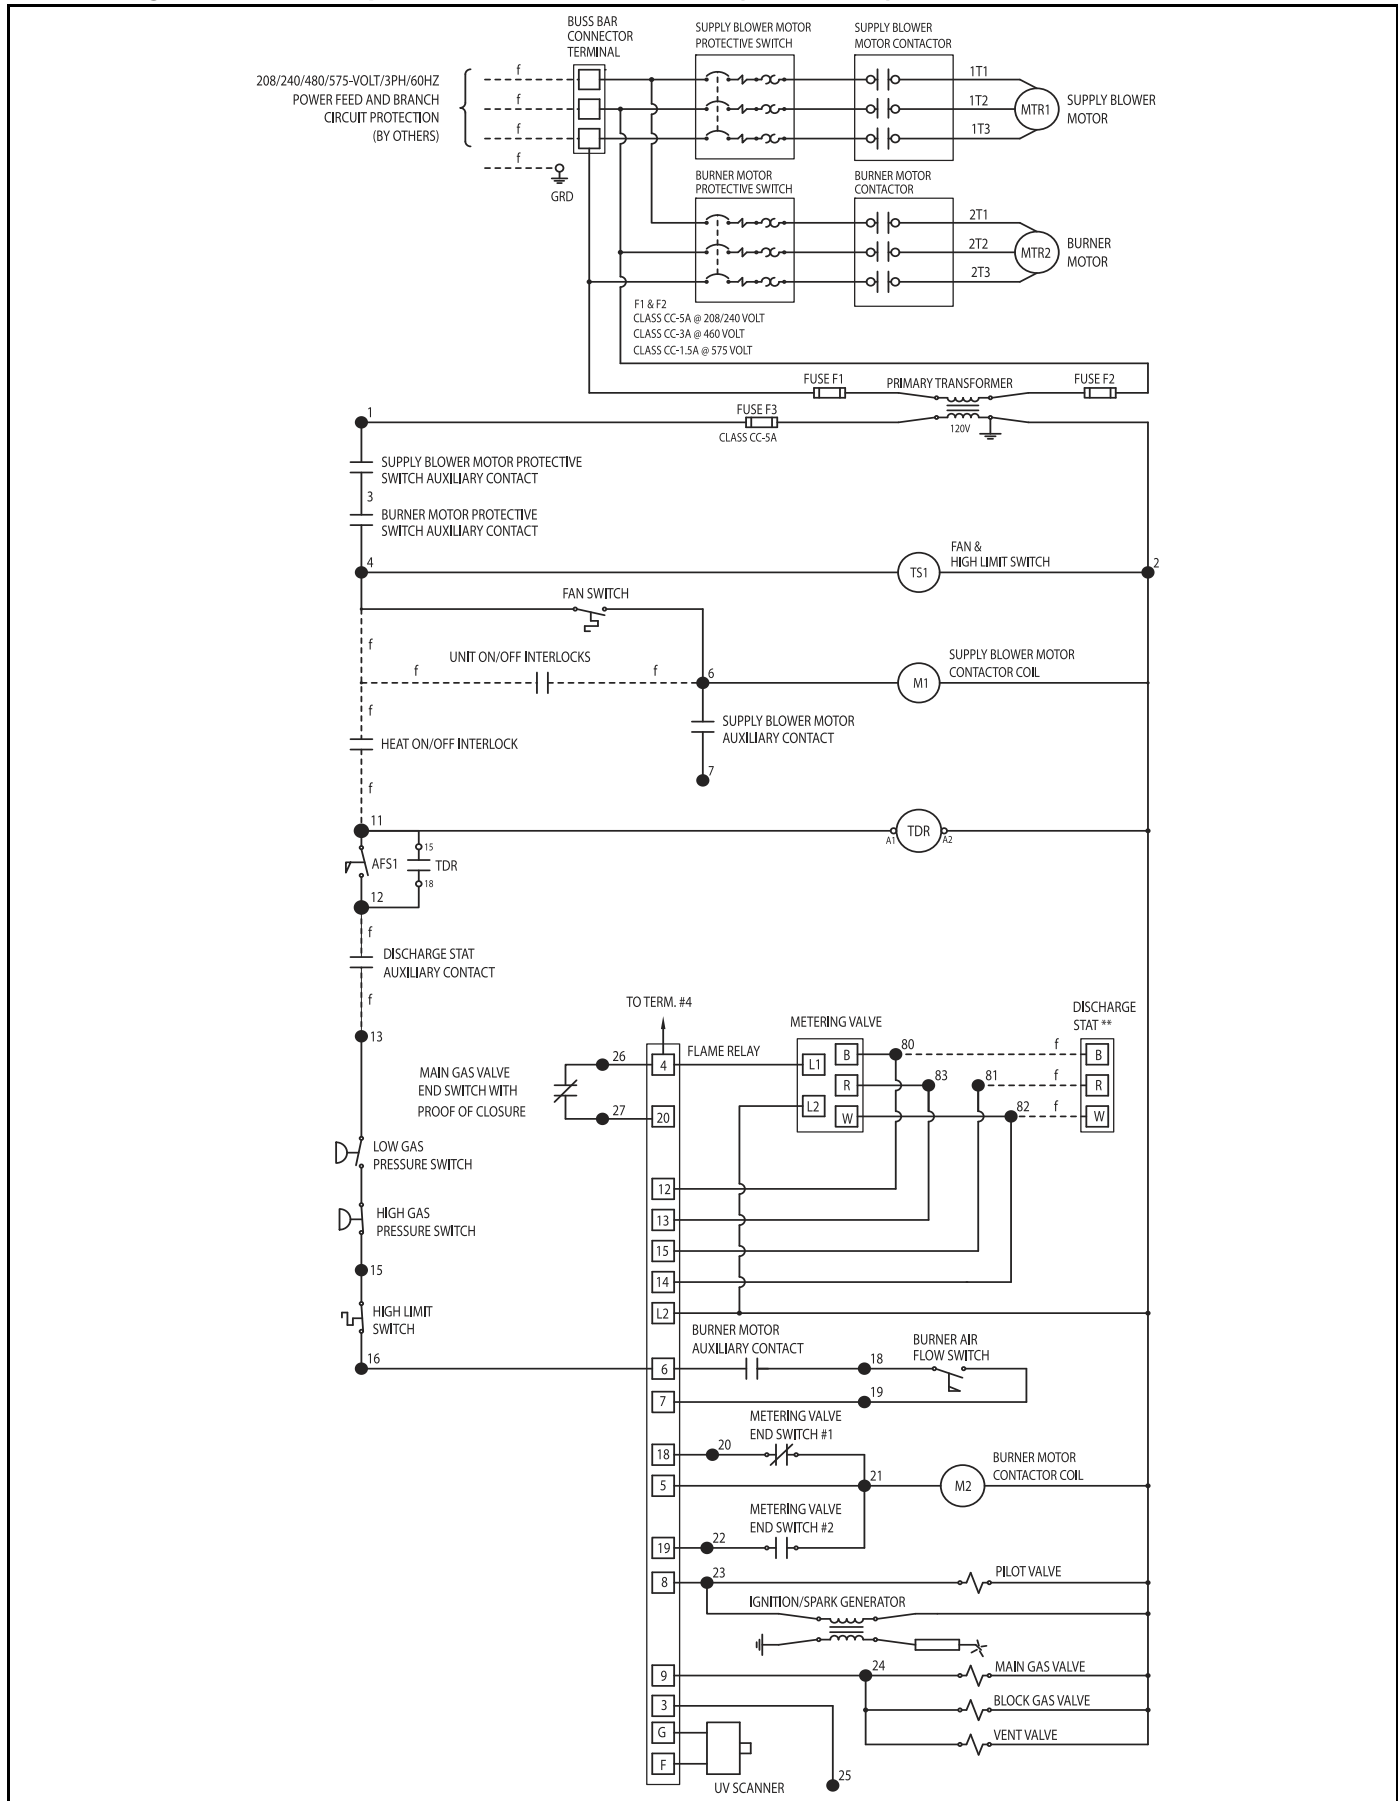 BUSS BAR
CONNECTOR
TERMINAL
SUPPLY BLOWER MOTOR
PROTECTIVE SWITCH
SUPPLY BLOWER
MOTOR CONTACTOR
208/240/480/575-VOLT/3PH/60HZ
POWER FEED AND BRANCH
CIRCUIT PROTECTION
(BY OTHERS)
f
f
f
f
GRD
1T1
1T2
1T3
MTR1
SUPPLY BLOWER
MOTOR
BURNER MOTOR
PROTECTIVE SWITCH
BURNER MOTOR
CONTACTOR
2T1
2T2
2T3
MTR2
BURNER
MOTOR
F1 & F2
CLASS CC-5A @ 208/240 VOLT
CLASS CC-3A @ 460 VOLT
CLASS CC-1.5A @ 575 VOLT
FUSE F1
PRIMARY TRANSFORMER
FUSE F2
1
FUSE F3
CLASS CC-5A
120V
SUPPLY BLOWER MOTOR PROTECTIVE
SWITCH AUXILIARY CONTACT
3
BURNER MOTOR PROTECTIVE
SWITCH AUXILIARY CONTACT
4
TS1
FAN &
HIGH LIMIT SWITCH
2
FAN SWITCH
f
UNIT ON/OFF INTERLOCKS
f
f
6
M1
SUPPLY BLOWER MOTOR
CONTACTOR COIL
f
HEAT ON/OFF INTERLOCK
SUPPLY BLOWER MOTOR
AUXILIARY CONTACT
7
f
11
A1
TDR
A2
AFS1
15
TDR
18
12
f
DISCHARGE STAT
AUXILIARY CONTACT
f
13
TO TERM. #4
METERING VALVE
DISCHARGE
STAT **
MAIN GAS VALVE
END SWITCH WITH
PROOF OF CLOSURE
26
27
4
FLAME RELAY
20
L1
L2
B
R
W
80
83
81
82
f
f
f
B
R
W
LOW GAS
PRESSURE SWITCH
12
HIGH GAS
PRESSURE SWITCH
13
15
15
14
HIGH LIMIT
SWITCH
L2
16
BURNER MOTOR
AUXILIARY CONTACT
BURNER AIR
FLOW SWITCH
6
18
7
19
METERING VALVE
END SWITCH #1
18
20
5
21
M2
BURNER MOTOR
CONTACTOR COIL
METERING VALVE
END SWITCH #2
19
22
8
23
PILOT VALVE
IGNITION/SPARK GENERATOR
9
24
MAIN GAS VALVE
3
BLOCK GAS VALVE
G
VENT VALVE
F
UV SCANNER
25